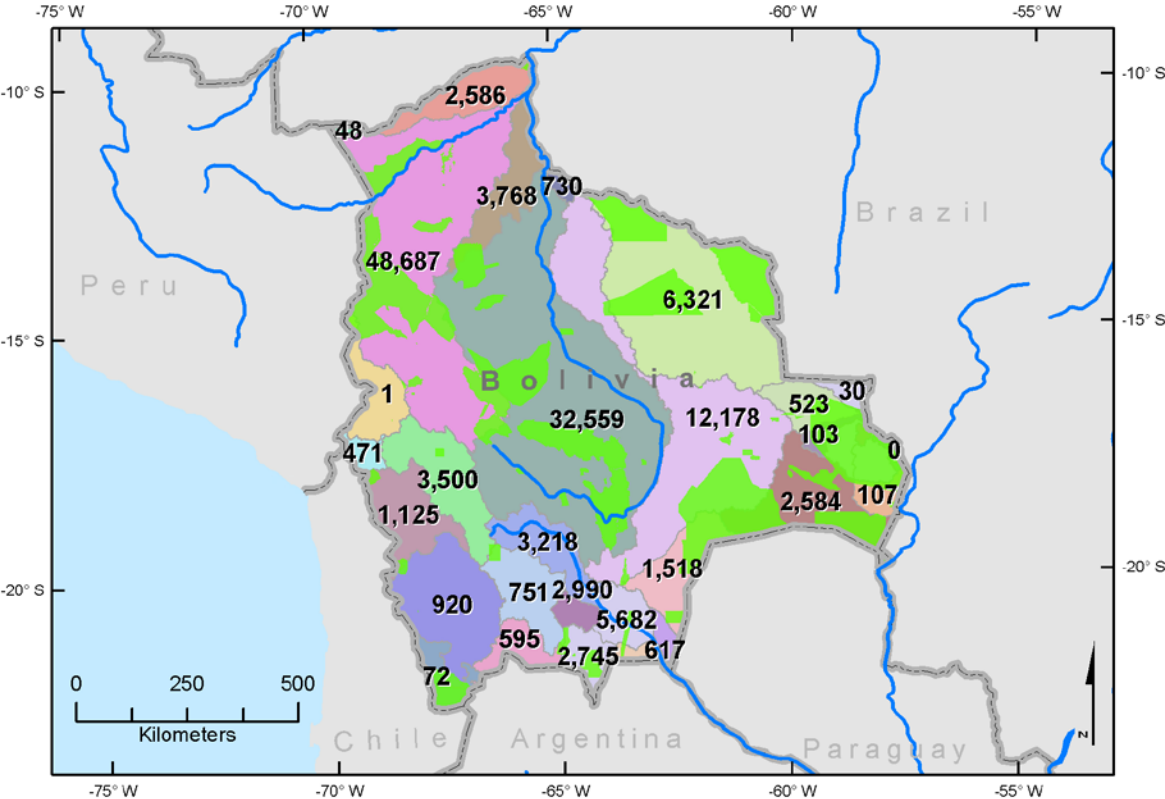 -75° W -70° W -65° W -60° W -55° W
-10° S
-10° S
2,586
48
3,768
730
Brazil
48,687
Peru
6,321
-15° S
-15° S
Bolivia
1
30
523
32,559
12,178
103
471
0
3,500
107
2,584
1,125
3,218
1,518
-20° S
-20° S
751
2,990
920
5,682
595
617
2,745
72
0 250 500
Kilometers
Chile
Argentina
Paraguay
N
-75° W -70° W -65° W -60° W -55° W